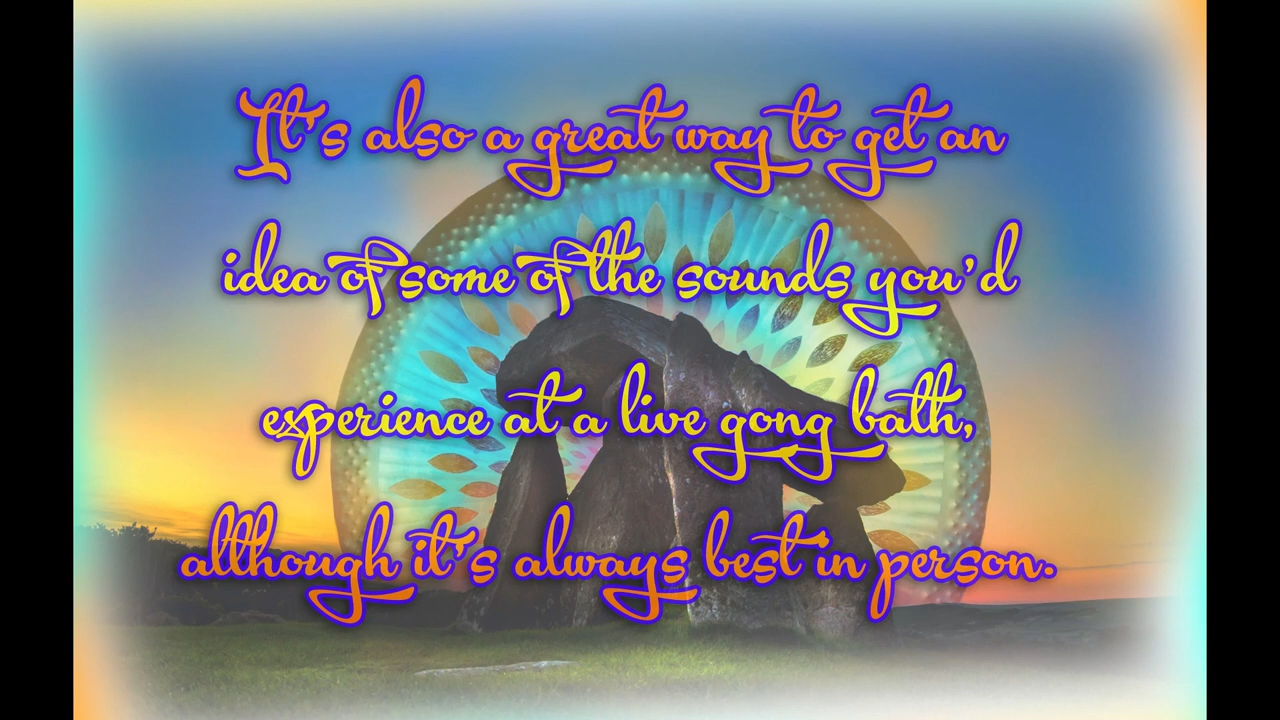 It's also a great way to get an
idea of some of the sounds you'd
experience at a live gong bath,
although it's always best in person.